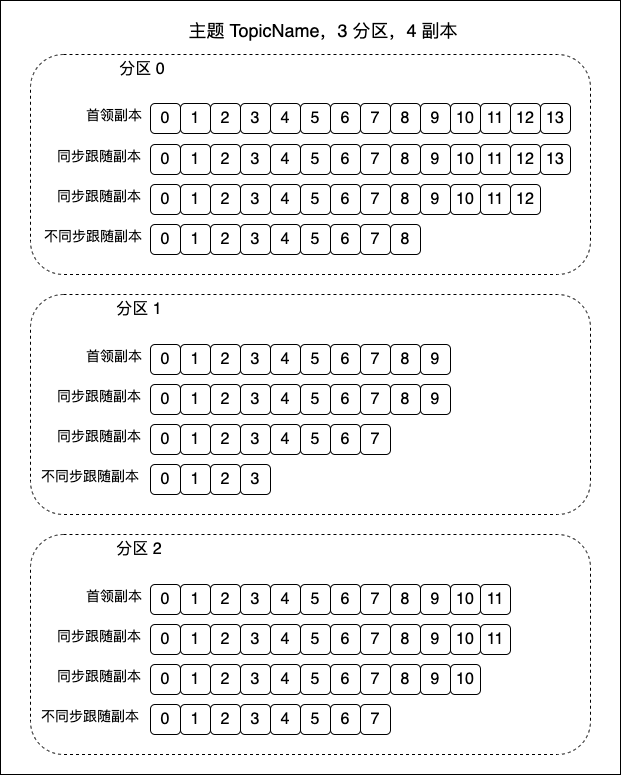 主题 TopicName，3 分区，4 副本
分区 0
首领副本 0 1 2 3 4 5 6 7 8 9 10 11 12 13
同步跟随副本 0 1 2 3 4 5 6 7 8 9 10 11 12 13
同步跟随副本 0 1 2 3 4 5 6 7 8 9 10 11 12
不同步跟随副本 0 1 2 3 4 5 6 7 8
分区 1
首领副本 0 1 2 3 4 5 6 7 8 9
同步跟随副本 0 1 2 3 4 5 6 7 8 9
同步跟随副本 0 1 2 3 4 5 6 7
不同步跟随副本 0 1 2 3
分区 2
首领副本 0 1 2 3 4 5 6 7 8 9 10 11
同步跟随副本 0 1 2 3 4 5 6 7 8 9 10 11
同步跟随副本 0 1 2 3 4 5 6 7 8 9 10
不同步跟随副本 0 1 2 3 4 5 6 7